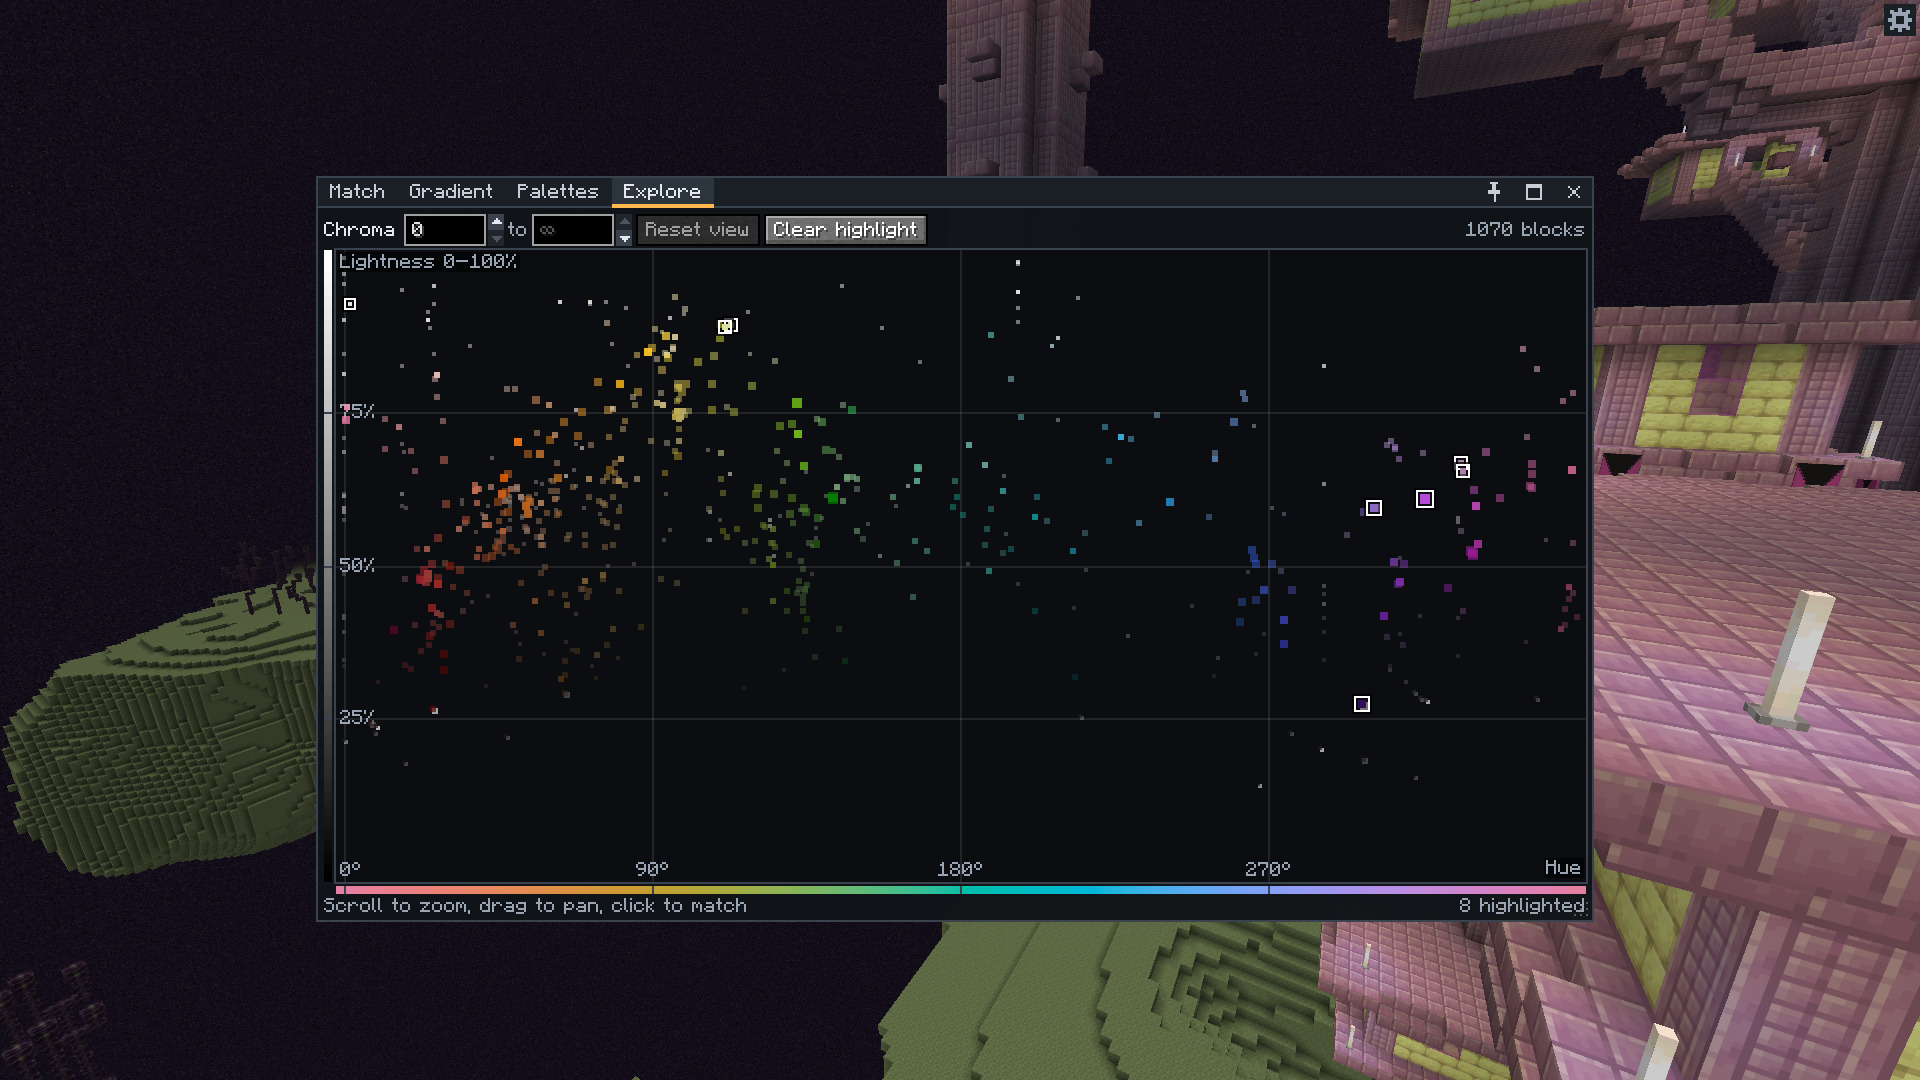 Match Gradient Palettes Explore
Chroma 0 to ∞ Reset view Clear highlight 1070 blocks
Lightness 0—100%
75%
50%
25%
0° 90° 180° 270° Hue
Scroll to zoom, drag to pan, click to match 8 highlighted